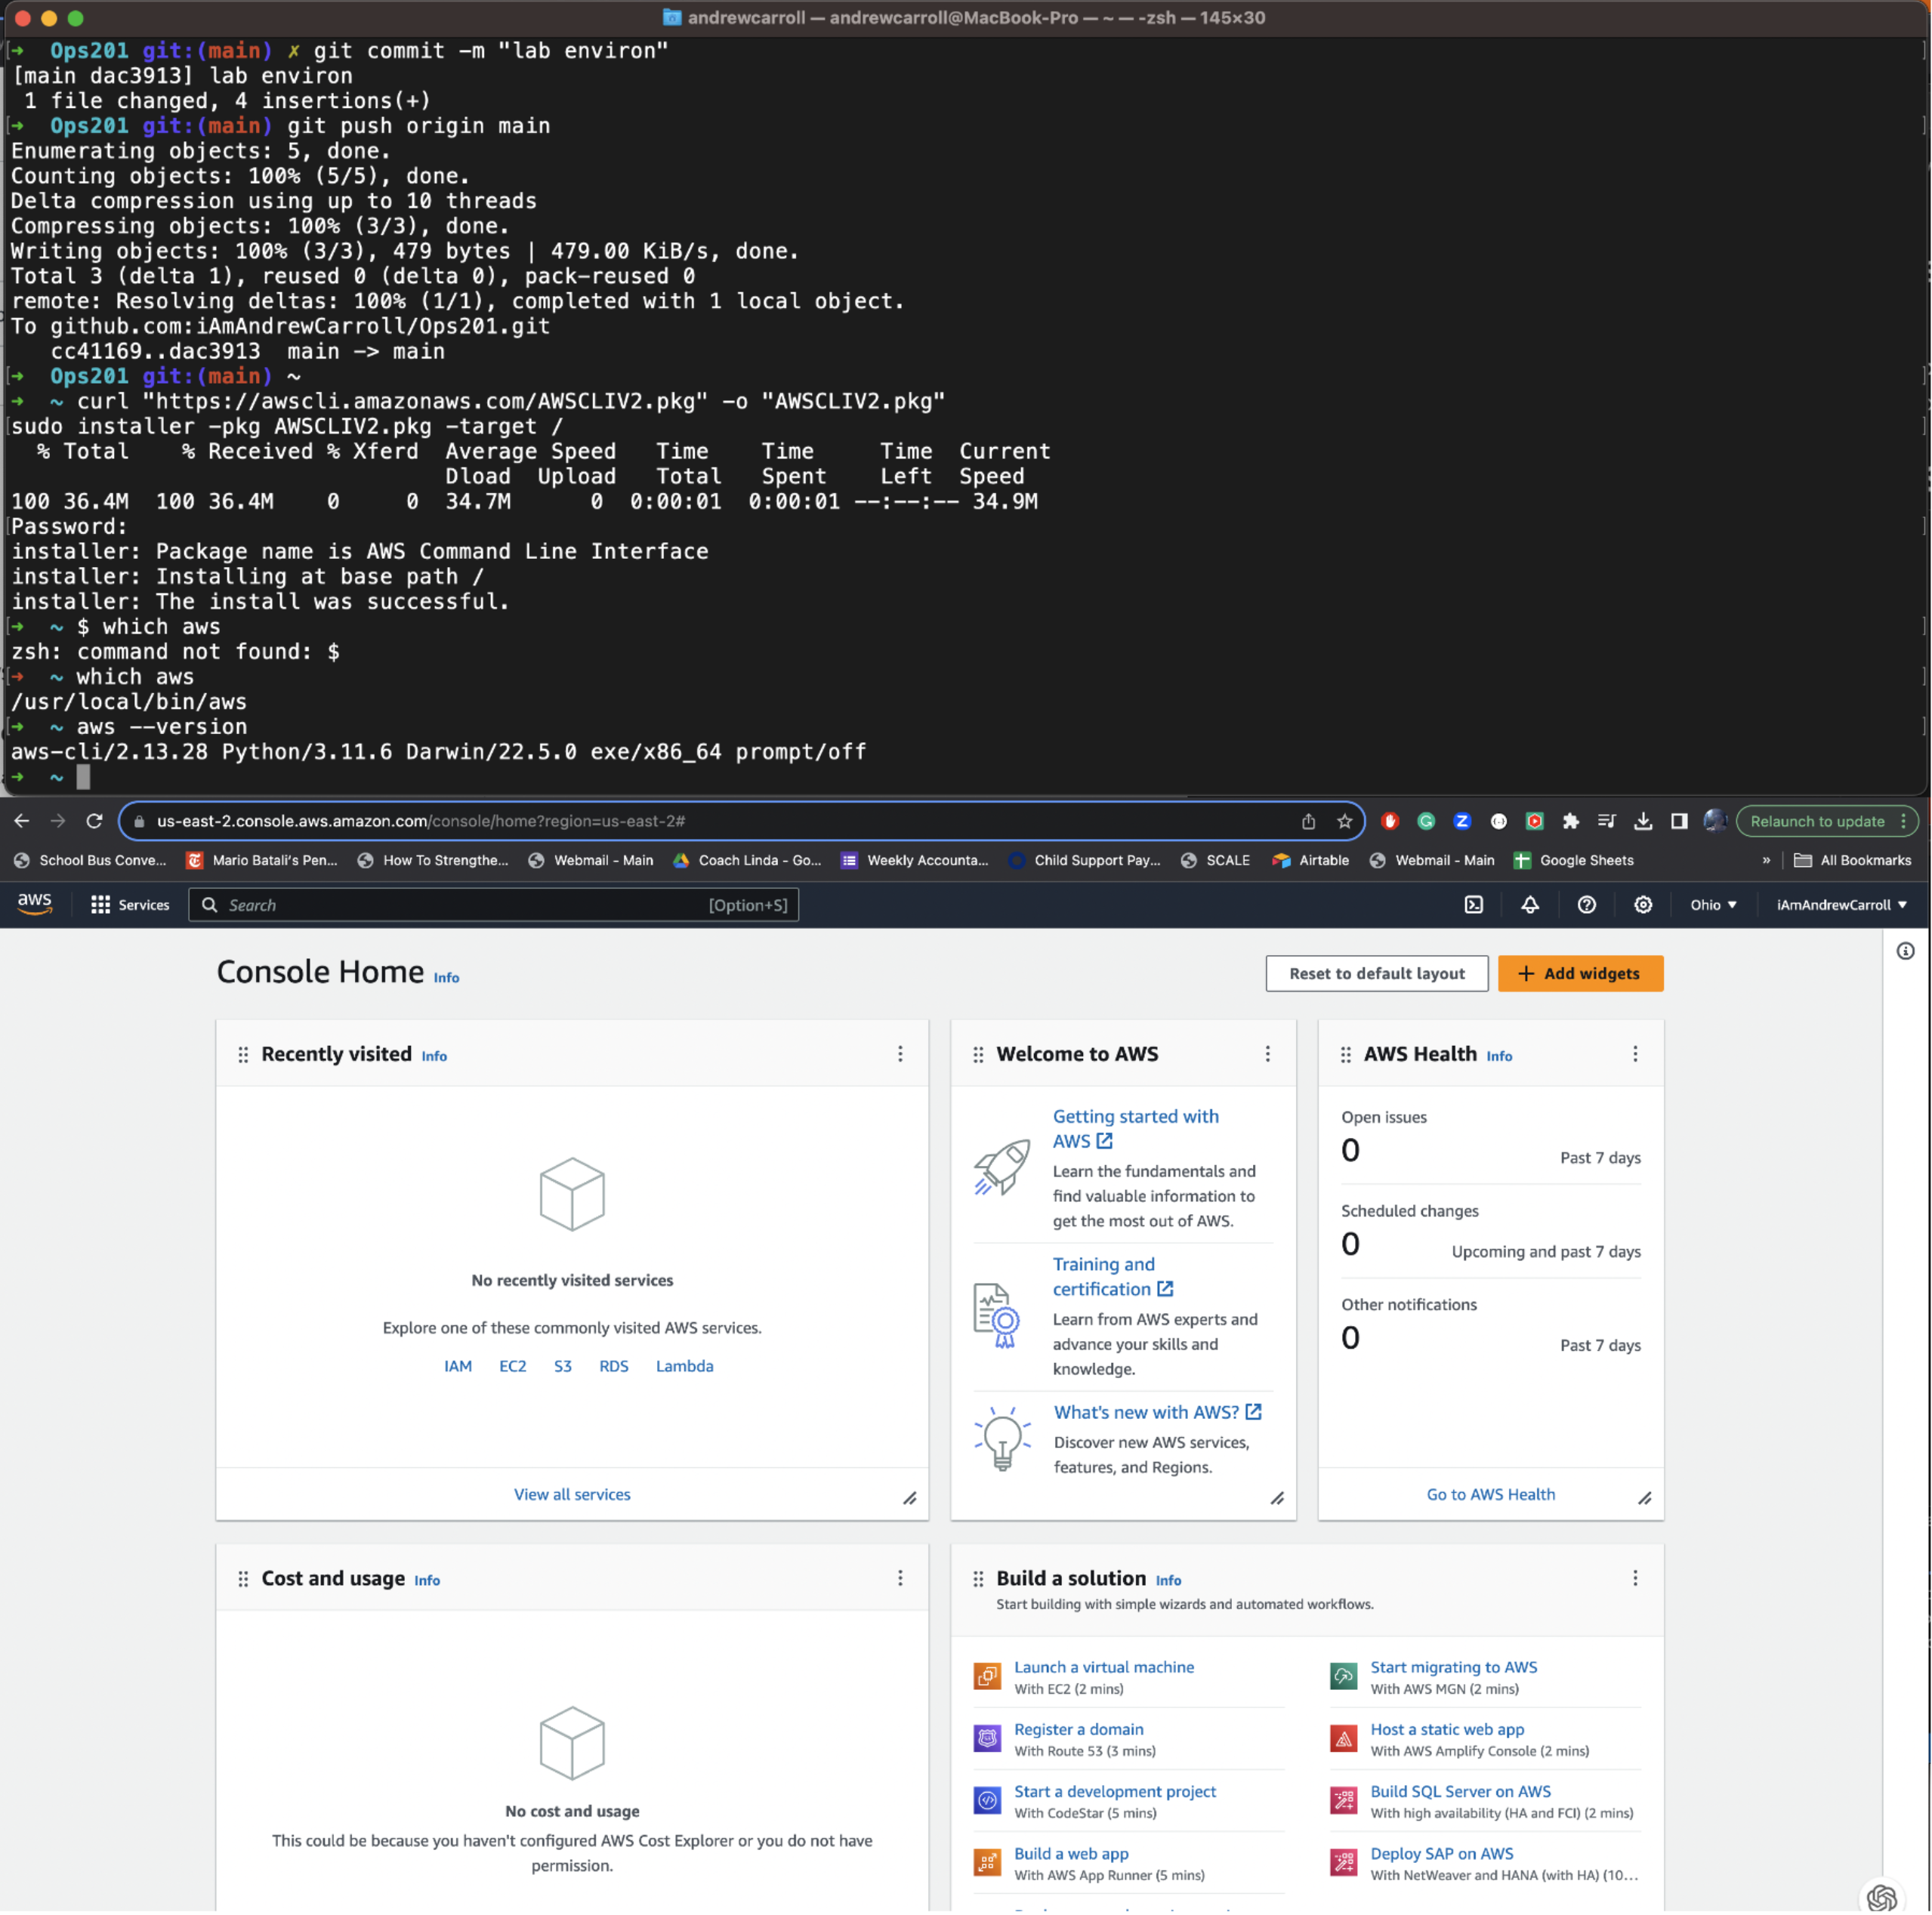 andrewcarroll — andrewcarroll@MacBook-Pro — ~ — -zsh — 145×30
➜ Ops201 git:(main) ✗ git commit -m "lab environ"
[main dac3913] lab environ
1 file changed, 4 insertions(+)
➜ Ops201 git:(main) git push origin main
Enumerating objects: 5, done.
Counting objects: 100% (5/5), done.
Delta compression using up to 10 threads
Compressing objects: 100% (3/3), done.
Writing objects: 100% (3/3), 479 bytes | 479.00 KiB/s, done.
Total 3 (delta 1), reused 0 (delta 0), pack-reused 0
remote: Resolving deltas: 100% (1/1), completed with 1 local object.
To github.com:iAmAndrewCarroll/Ops201.git
cc41169..dac3913 main -> main
➜ Ops201 git:(main) ~
➜ ~ curl "https://awscli.amazonaws.com/AWSCLIV2.pkg" -o "AWSCLIV2.pkg"
sudo installer -pkg AWSCLIV2.pkg -target /
% Total % Received % Xferd Average Speed Time Time Time Current
Dload Upload Total Spent Left Speed
100 36.4M 100 36.4M 0 0 34.7M 0 0:00:01 0:00:01 --:--:-- 34.9M
Password:
installer: Package name is AWS Command Line Interface
installer: Installing at base path /
installer: The install was successful.
➜ ~ $ which aws
zsh: command not found: $
➜ ~ which aws
/usr/local/bin/aws
➜ ~ aws --version
aws-cli/2.13.28 Python/3.11.6 Darwin/22.5.0 exe/x86_64 prompt/off
➜ ~
us-east-2.console.aws.amazon.com/console/home?region=us-east-2#
Relaunch to update
School Bus Conve... Mario Batali's Pen... How To Strengthe... Webmail - Main Coach Linda - Go... Weekly Accounta... Child Support Pay... SCALE Airtable Webmail - Main Google Sheets » All Bookmarks
aws Services Search [Option+S] Ohio iAmAndrewCarroll
Console Home Info
Reset to default layout
+ Add widgets
Recently visited Info
No recently visited services
Explore one of these commonly visited AWS services.
IAM EC2 S3 RDS Lambda
View all services
Welcome to AWS
Getting started with
AWS
Learn the fundamentals and
find valuable information to
get the most out of AWS.
Training and
certification
Learn from AWS experts and
advance your skills and
knowledge.
What's new with AWS?
Discover new AWS services,
features, and Regions.
AWS Health Info
Open issues
0
Past 7 days
Scheduled changes
0
Upcoming and past 7 days
Other notifications
0
Past 7 days
Go to AWS Health
Cost and usage Info
No cost and usage
This could be because you haven't configured AWS Cost Explorer or you do not have
permission.
Build a solution Info
Start building with simple wizards and automated workflows.
Launch a virtual machine
With EC2 (2 mins)
Start migrating to AWS
With AWS MGN (2 mins)
Register a domain
With Route 53 (3 mins)
Host a static web app
With AWS Amplify Console (2 mins)
Start a development project
With CodeStar (5 mins)
Build SQL Server on AWS
With high availability (HA and FCI) (2 mins)
Build a web app
With AWS App Runner (5 mins)
Deploy SAP on AWS
With NetWeaver and HANA (with HA) (10...